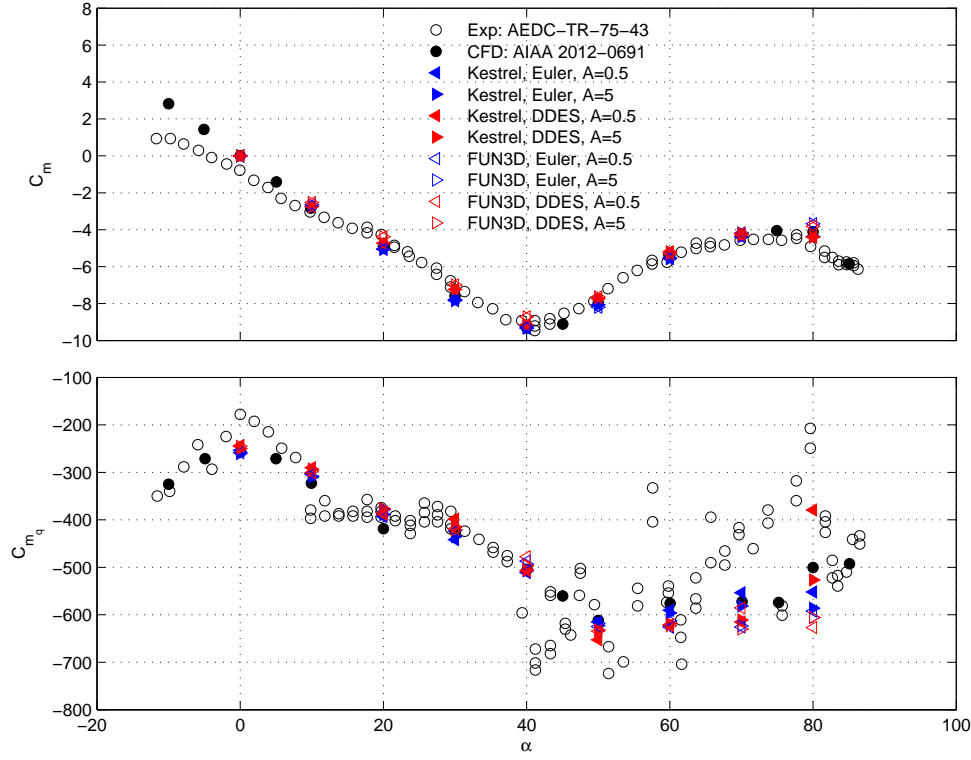 8
6
4
2
0
−2
−4
−6
−8
−10
C_m
Exp: AEDC−TR−75−43
CFD: AIAA 2012−0691
Kestrel, Euler, A=0.5
Kestrel, Euler, A=5
Kestrel, DDES, A=0.5
Kestrel, DDES, A=5
FUN3D, Euler, A=0.5
FUN3D, Euler, A=5
FUN3D, DDES, A=0.5
FUN3D, DDES, A=5
−100
−200
−300
−400
−500
−600
−700
−800
C_{m_q}
−20 0 20 40 60 80 100
α